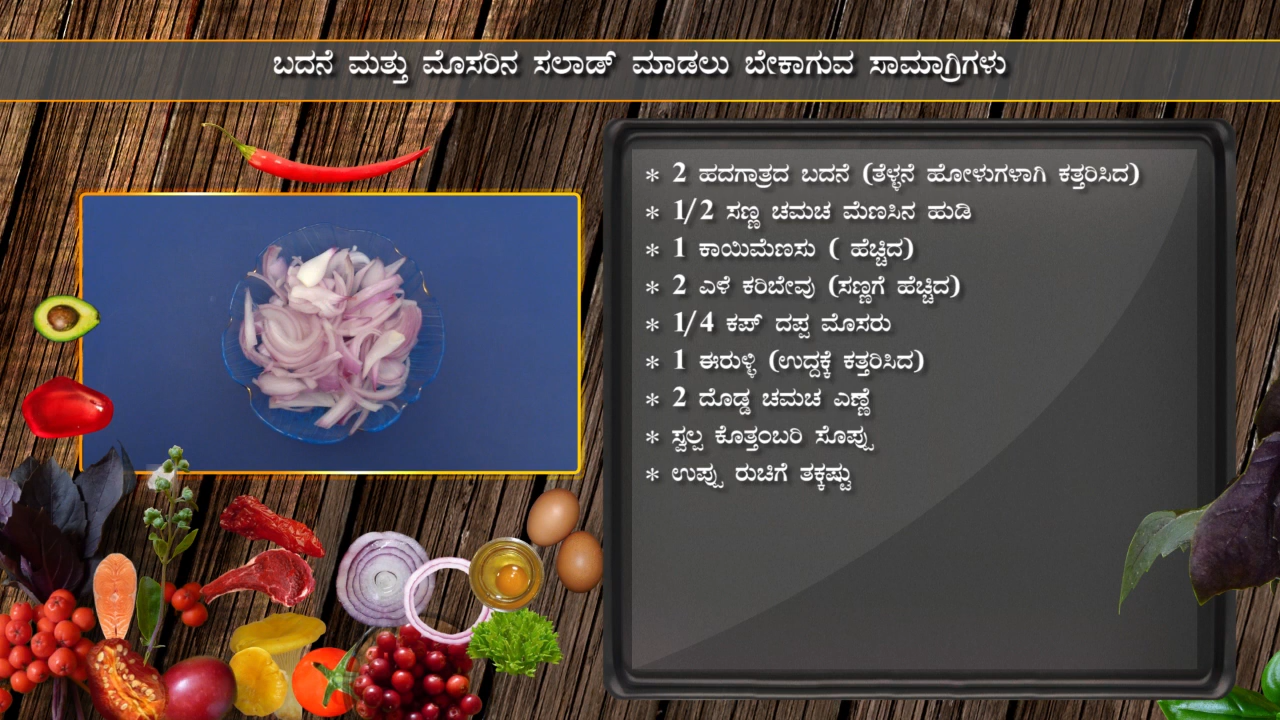 ಬದನೆ ಮತ್ತು ಮೊಸರಿನ ಸಲಾಡ್ ಮಾಡಲು ಬೇಕಾಗುವ ಸಾಮಾಗ್ರಿಗಳು
* 2 ಹದಗಾತ್ರದ ಬದನೆ (ತೆಳ್ಳನೆ ಹೋಳುಗಳಾಗಿ ಕತ್ತರಿಸಿದ)
* 1/2 ಸಣ್ಣ ಚಮಚ ಮೆಣಸಿನ ಹುಡಿ
* 1 ಕಾಯಿಮೆಣಸು ( ಹೆಚ್ಚಿದ)
* 2 ಎಳೆ ಕರಿಬೇವು (ಸಣ್ಣಗೆ ಹೆಚ್ಚಿದ)
* 1/4 ಕಪ್ ದಪ್ಪ ಮೊಸರು
* 1 ಈರುಳ್ಳಿ (ಉದ್ದಕ್ಕೆ ಕತ್ತರಿಸಿದ)
* 2 ದೊಡ್ಡ ಚಮಚ ಎಣ್ಣೆ
* ಸ್ವಲ್ಪ ಕೊತ್ತಂಬರಿ ಸೊಪ್ಪು
* ಉಪ್ಪು ರುಚಿಗೆ ತಕ್ಕಷ್ಟು